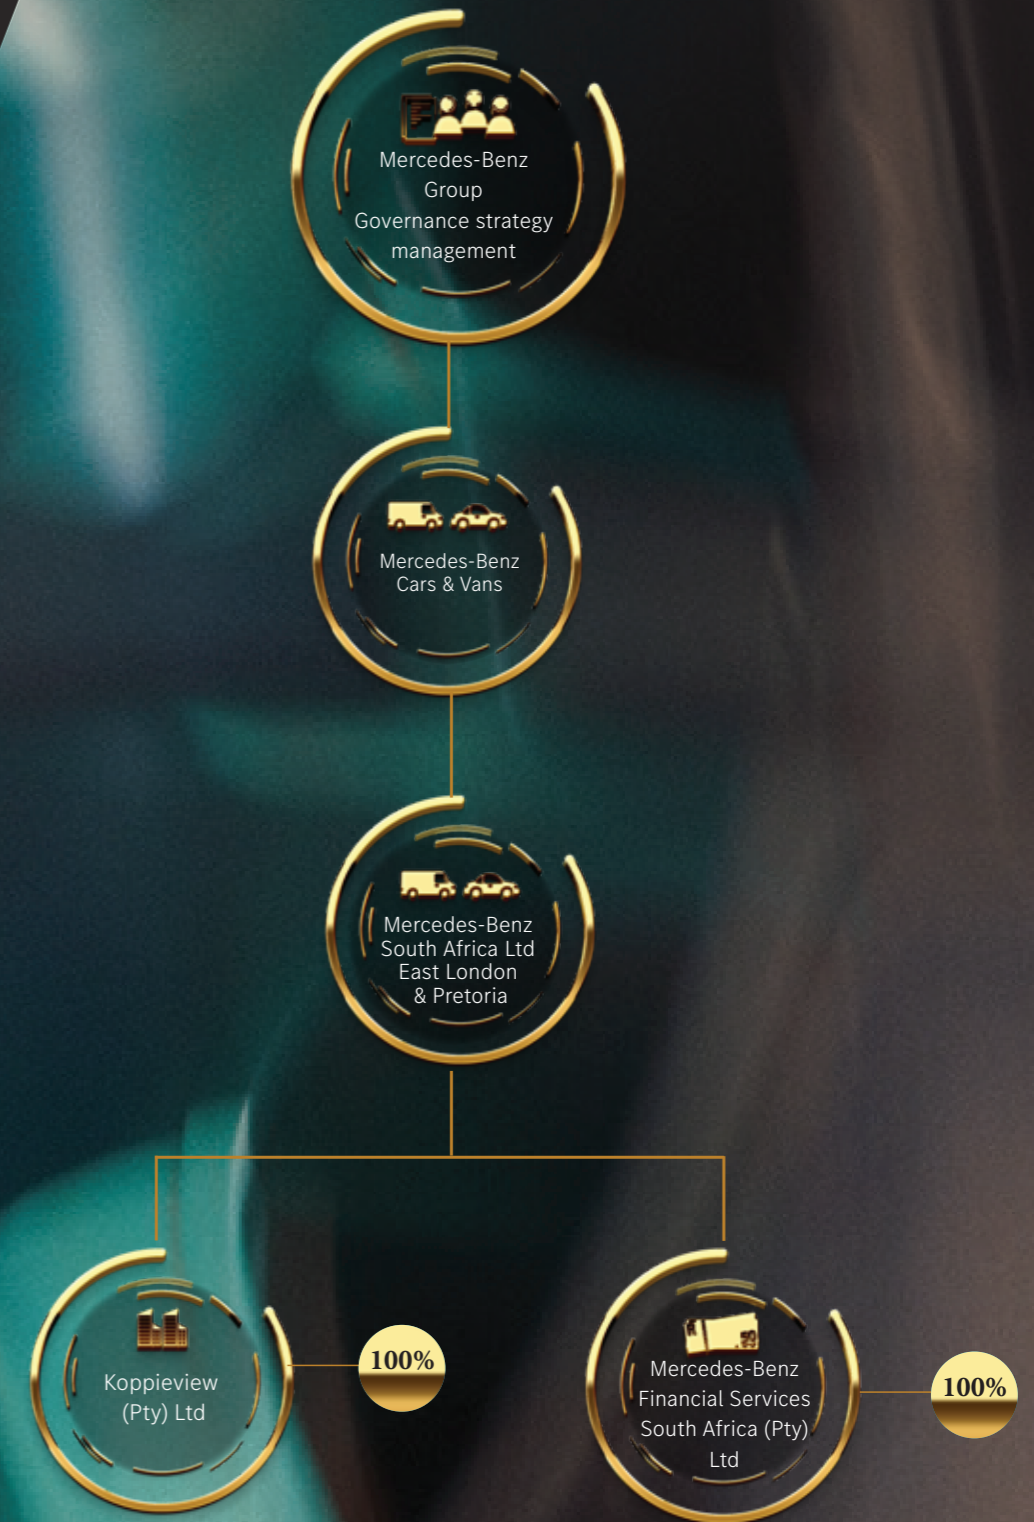 Mercedes-Benz
Group
Governance strategy
management
Mercedes-Benz
Cars & Vans
Mercedes-Benz
South Africa Ltd
East London
& Pretoria
Koppieview
(Pty) Ltd
100%
Mercedes-Benz
Financial Services
South Africa (Pty)
Ltd
100%